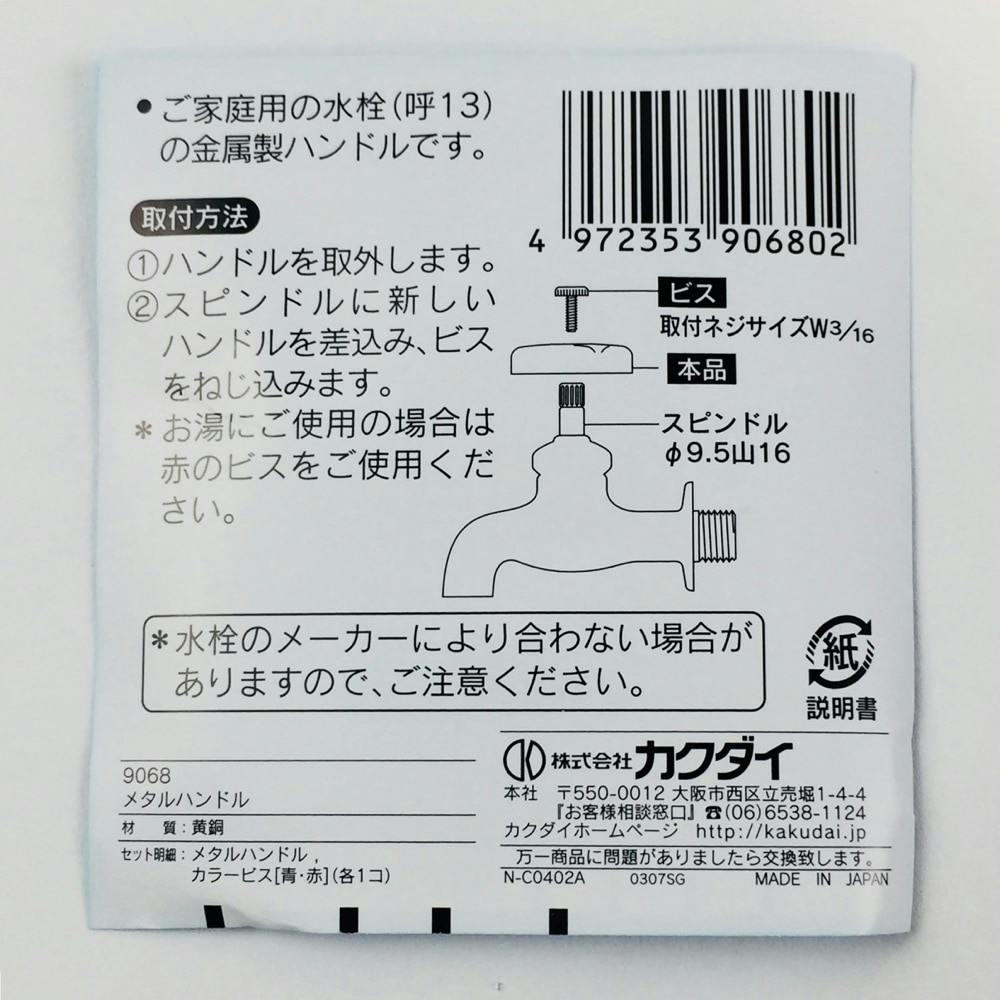 • ご家庭用の水栓(呼13)
の金属製ハンドルです。
取付方法
①ハンドルを取外します。
②スピンドルに新しい
ハンドルを差込み、ビス
をねじ込みます。
*お湯にご使用の場合は
赤のビスをご使用くだ
さい。
4 972353 906802
ビス
取付ネジサイズW3/16
本品
スピンドル
φ9.5山16
*水栓のメーカーにより合わない場合が
ありますので、ご注意ください。
紙
説明書
9068
メタルハンドル
材 質:黄銅
セット明細:メタルハンドル,
カラービス[青・赤](各1コ)
株式会社カクダイ
本社 〒550-0012 大阪市西区立売堀1-4-4
『お客様相談窓口』☎(06)6538-1124
カクダイホームページ http://kakudai.jp
万一商品に問題がありましたら交換致します。
N-C0402A 0307SG MADE IN JAPAN